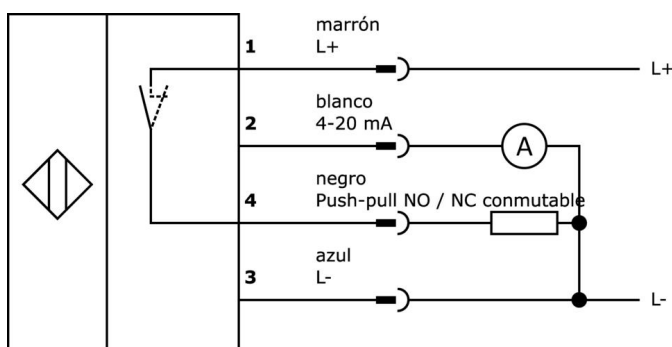 marrón
1 L+
L+
blanco
2 4-20 mA
A
negro
4 Push-pull NO / NC conmutable
azul
3 L-
L-